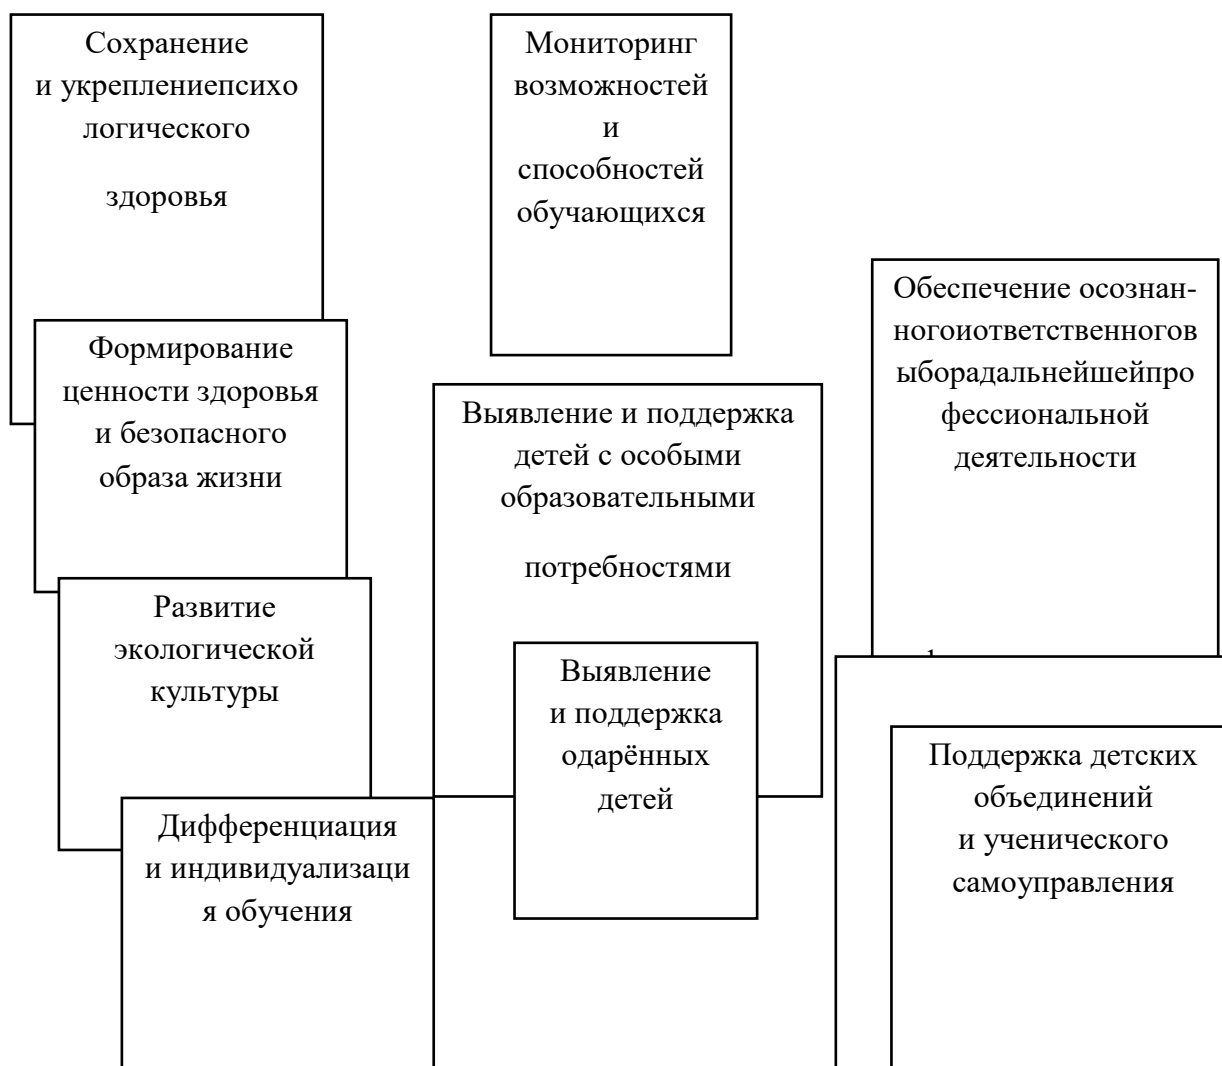 Сохранение
и укреплениепсихо
логического
здоровья
Мониторинг
возможностей
и
способностей
обучающихся
Обеспечение осознан-
ногоиответственногов
ыборадальнейшейпро
фессиональной
деятельности
Формирование
ценности здоровья
и безопасного
образа жизни
Выявление и поддержка
детей с особыми
образовательными
потребностями
Развитие
экологической
культуры
Выявление
и поддержка
одарённых
детей
Поддержка детских
объединений
и ученического
самоуправления
Дифференциация
и индивидуализаци
я обучения